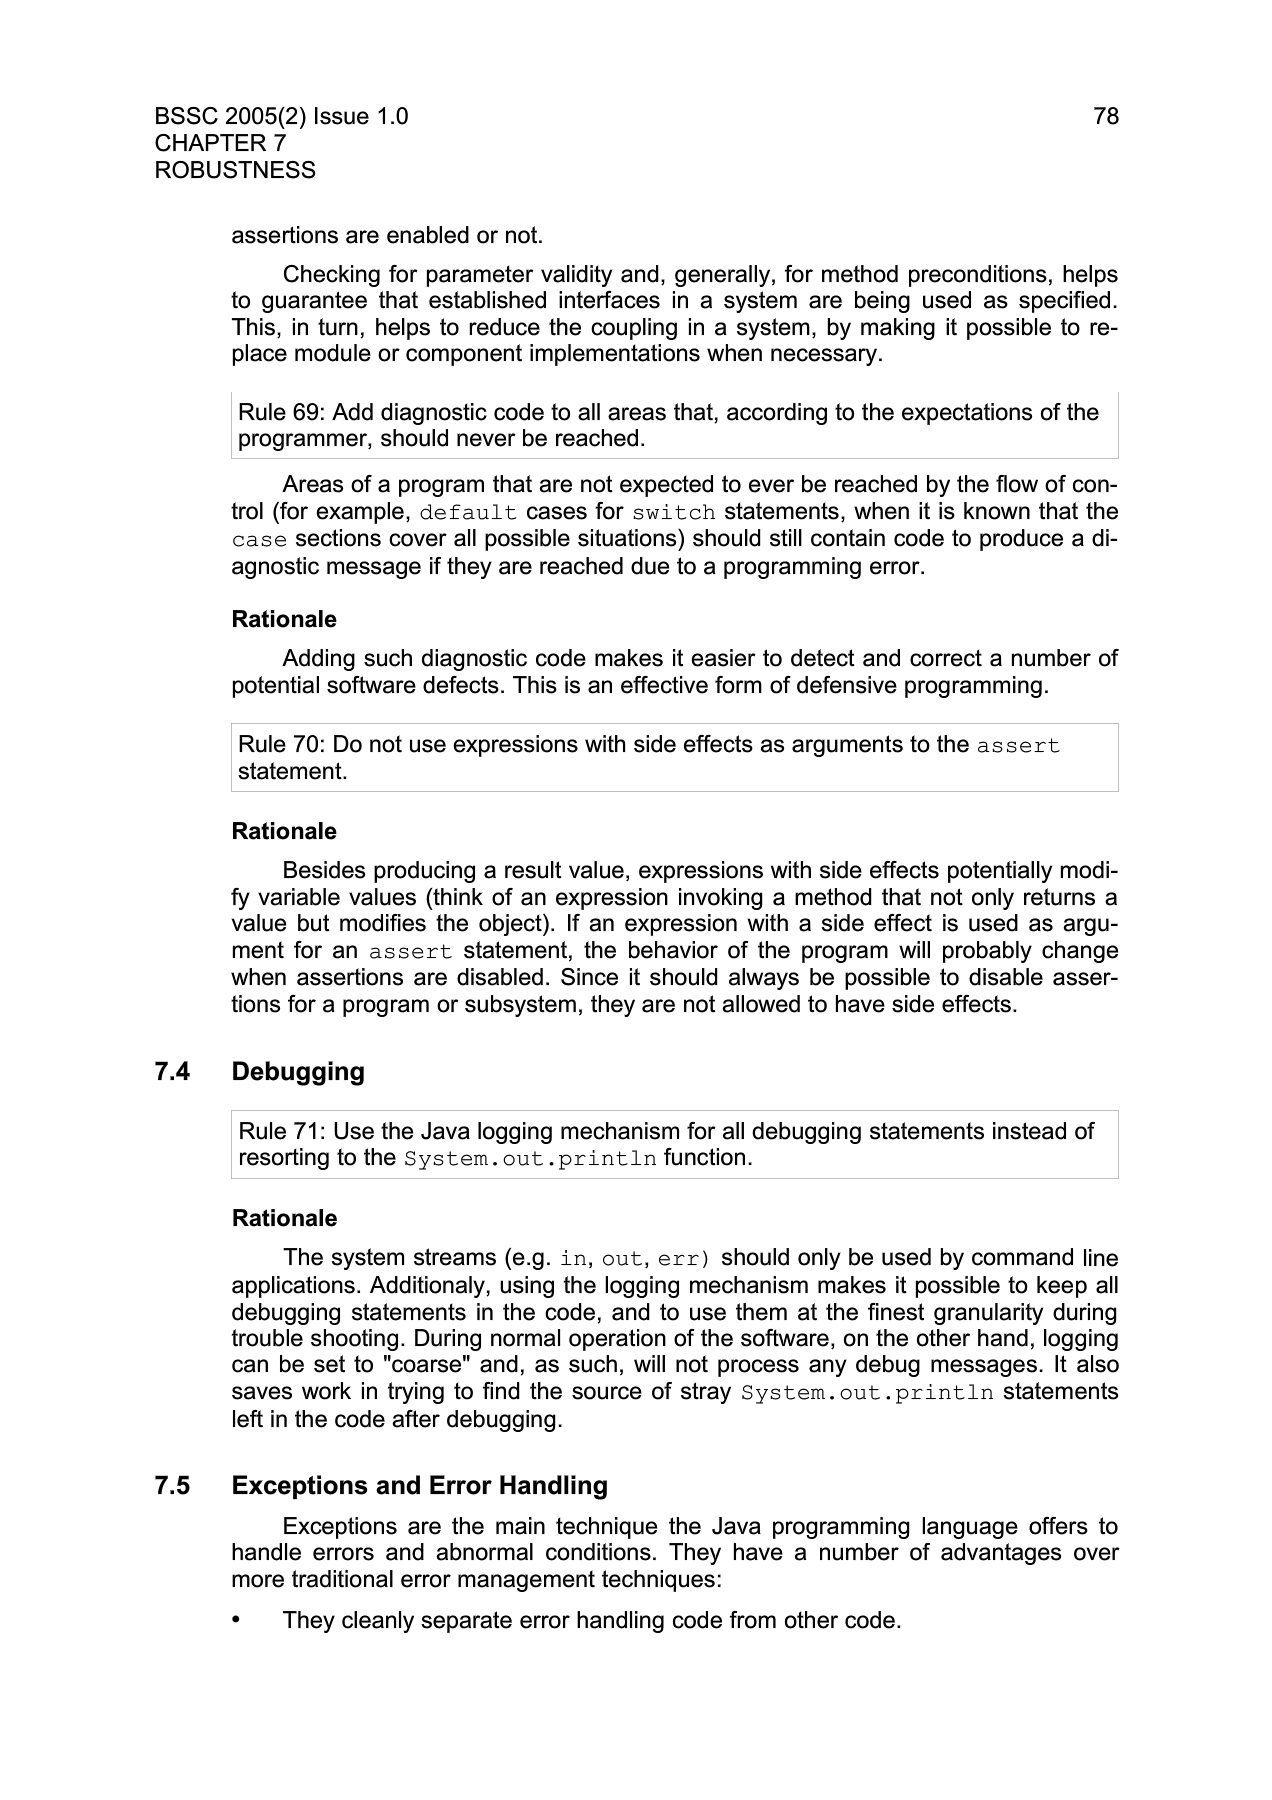 BSSC 2005(2) Issue 1.0 78
CHAPTER 7
ROBUSTNESS
assertions are enabled or not.
Checking for parameter validity and, generally, for method preconditions, helps
to guarantee that established interfaces in a system are being used as specified.
This, in turn, helps to reduce the coupling in a system, by making it possible to re-
place module or component implementations when necessary.
Rule 69: Add diagnostic code to all areas that, according to the expectations of the
programmer, should never be reached.
Areas of a program that are not expected to ever be reached by the flow of con-
trol (for example, default cases for switch statements, when it is known that the
case sections cover all possible situations) should still contain code to produce a di-
agnostic message if they are reached due to a programming error.
Rationale
Adding such diagnostic code makes it easier to detect and correct a number of
potential software defects. This is an effective form of defensive programming.
Rule 70: Do not use expressions with side effects as arguments to the assert
statement.
Rationale
Besides producing a result value, expressions with side effects potentially modi-
fy variable values (think of an expression invoking a method that not only returns a
value but modifies the object). If an expression with a side effect is used as argu-
ment for an assert statement, the behavior of the program will probably change
when assertions are disabled. Since it should always be possible to disable asser-
tions for a program or subsystem, they are not allowed to have side effects.
7.4 Debugging
Rule 71: Use the Java logging mechanism for all debugging statements instead of
resorting to the System.out.println function.
Rationale
The system streams (e.g. in, out, err) should only be used by command line
applications. Additionaly, using the logging mechanism makes it possible to keep all
debugging statements in the code, and to use them at the finest granularity during
trouble shooting. During normal operation of the software, on the other hand, logging
can be set to "coarse" and, as such, will not process any debug messages. It also
saves work in trying to find the source of stray System.out.println statements
left in the code after debugging.
7.5 Exceptions and Error Handling
Exceptions are the main technique the Java programming language offers to
handle errors and abnormal conditions. They have a number of advantages over
more traditional error management techniques:
• They cleanly separate error handling code from other code.